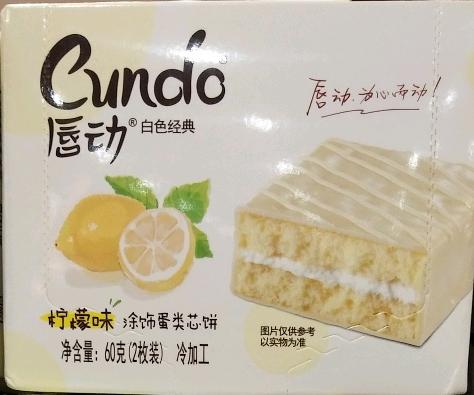 Cundo
唇动®白色经典
唇动,为心而动!
柠檬味 涂饰蛋类芯饼
净含量:60克(2枚装) 冷加工
图片仅供参考
以实物为准